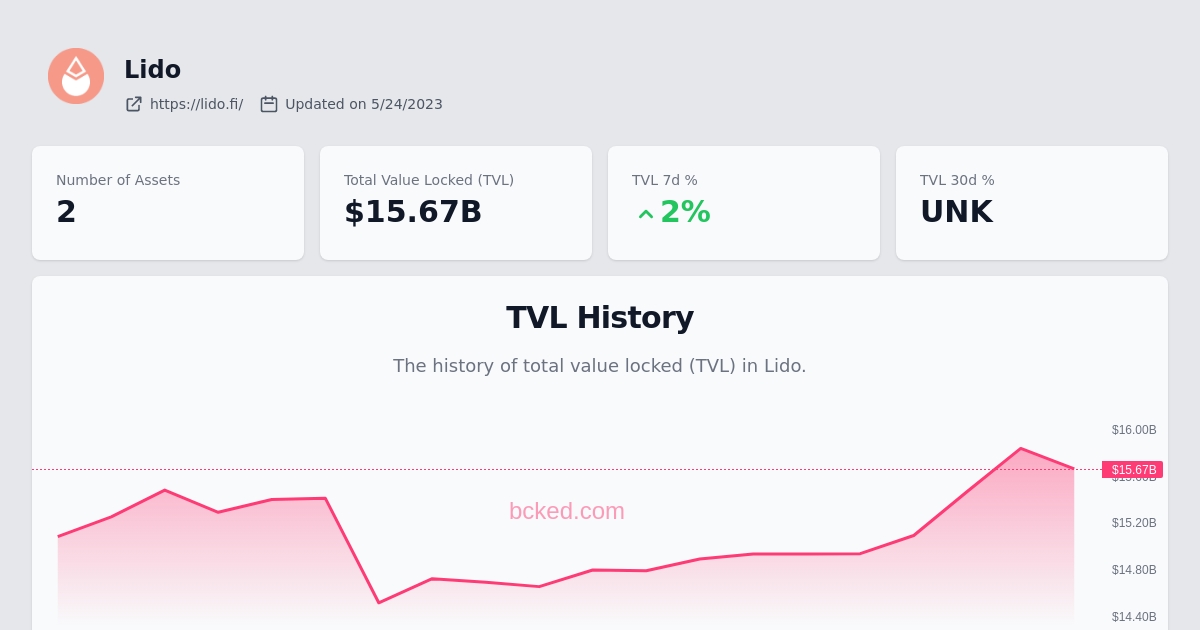 Lido
https://lido.fi/ Updated on 5/24/2023
Number of Assets
2
Total Value Locked (TVL)
$15.67B
TVL 7d %
2%
TVL 30d %
UNK
TVL History
The history of total value locked (TVL) in Lido.
$16.00B
$15.67B
$15.60B
bcked.com
$15.20B
$14.80B
$14.40B